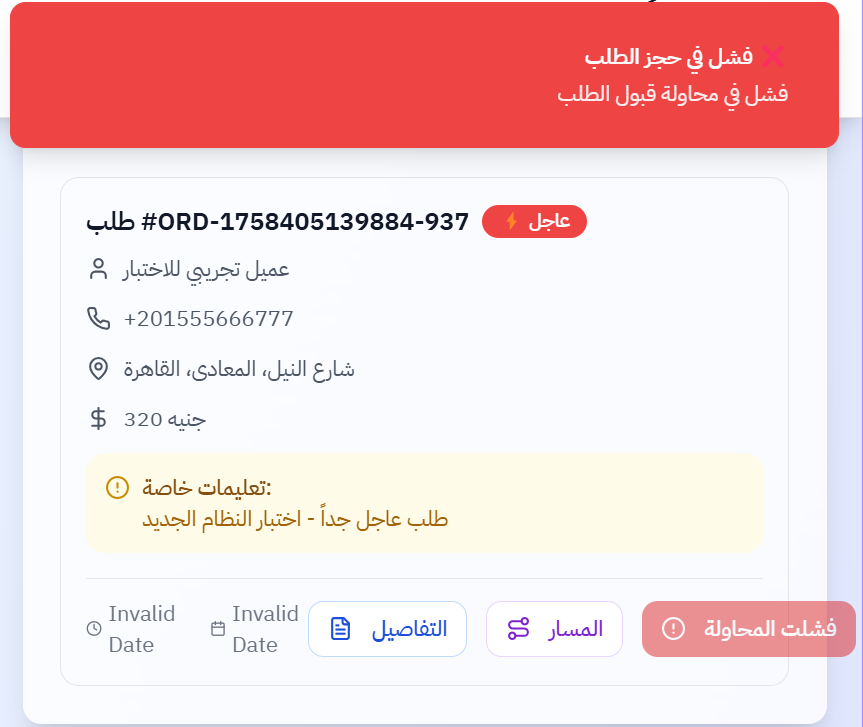 ❌ فشل في حجز الطلب
فشل في محاولة قبول الطلب
طلب #ORD-1758405139884-937
عاجل ⚡
عميل تجريبي للاختبار
+201555666777
شارع النيل، المعادى، القاهرة
320 جنيه
تعليمات خاصة:
طلب عاجل جداً - اختبار النظام الجديد
Invalid
Date
Invalid
Date
التفاصيل
المسار
فشلت المحاولة